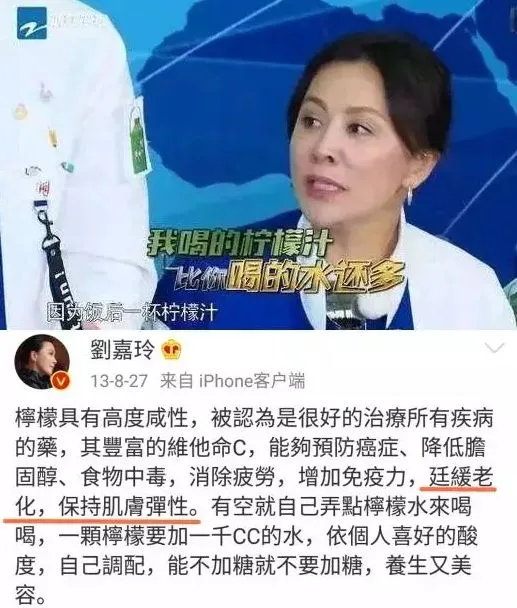 我喝的柠檬汁
比你喝的水还多
因为饭后一杯柠檬汁
劉嘉玲
13-8-27 来自 iPhone客户端
檸檬具有高度咸性，被認為是很好的治療所有疾病
的藥，其豐富的維他命C，能夠預防癌症、降低膽
固醇、食物中毒，消除疲勞，增加免疫力，廷緩老
化，保持肌膚彈性。有空就自己弄點檸檬水來喝
喝，一顆檸檬要加一千CC的水，依個人喜好的酸
度，自己調配，能不加糖就不要加糖，養生又美
容。